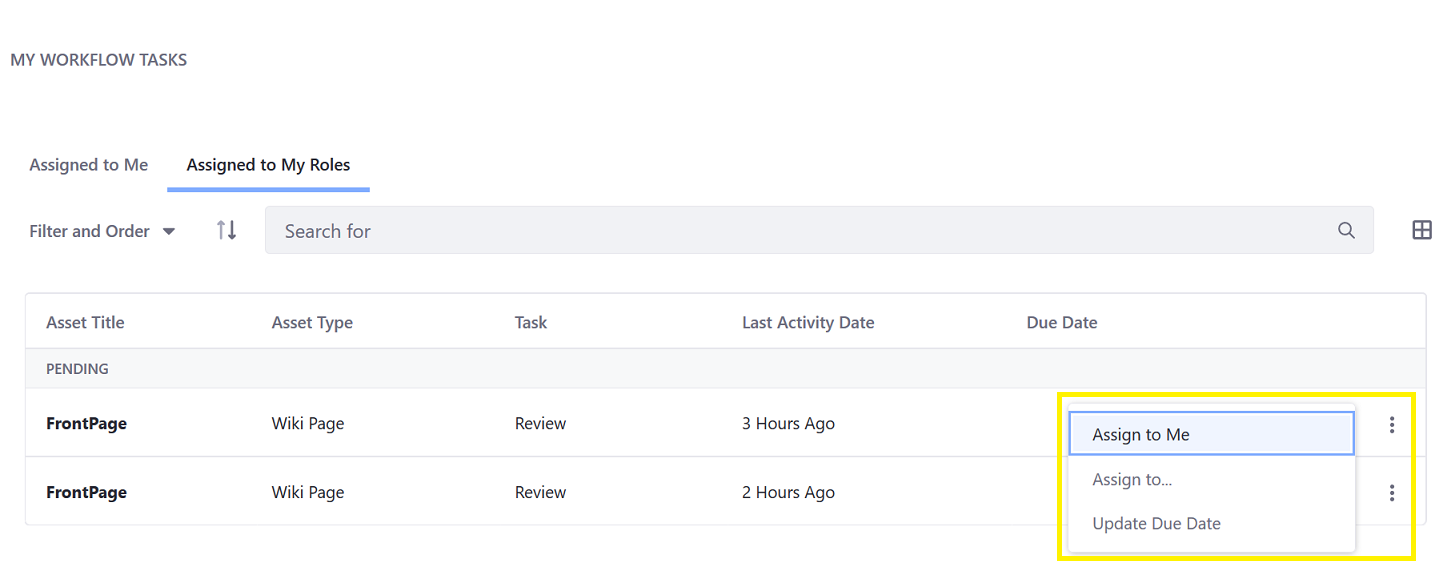 MY WORKFLOW TASKS
Assigned to Me Assigned to My Roles
Filter and Order Search for
Asset Title Asset Type Task Last Activity Date Due Date
PENDING
FrontPage Wiki Page Review 3 Hours Ago
Assign to Me
Assign to...
FrontPage Wiki Page Review 2 Hours Ago
Update Due Date